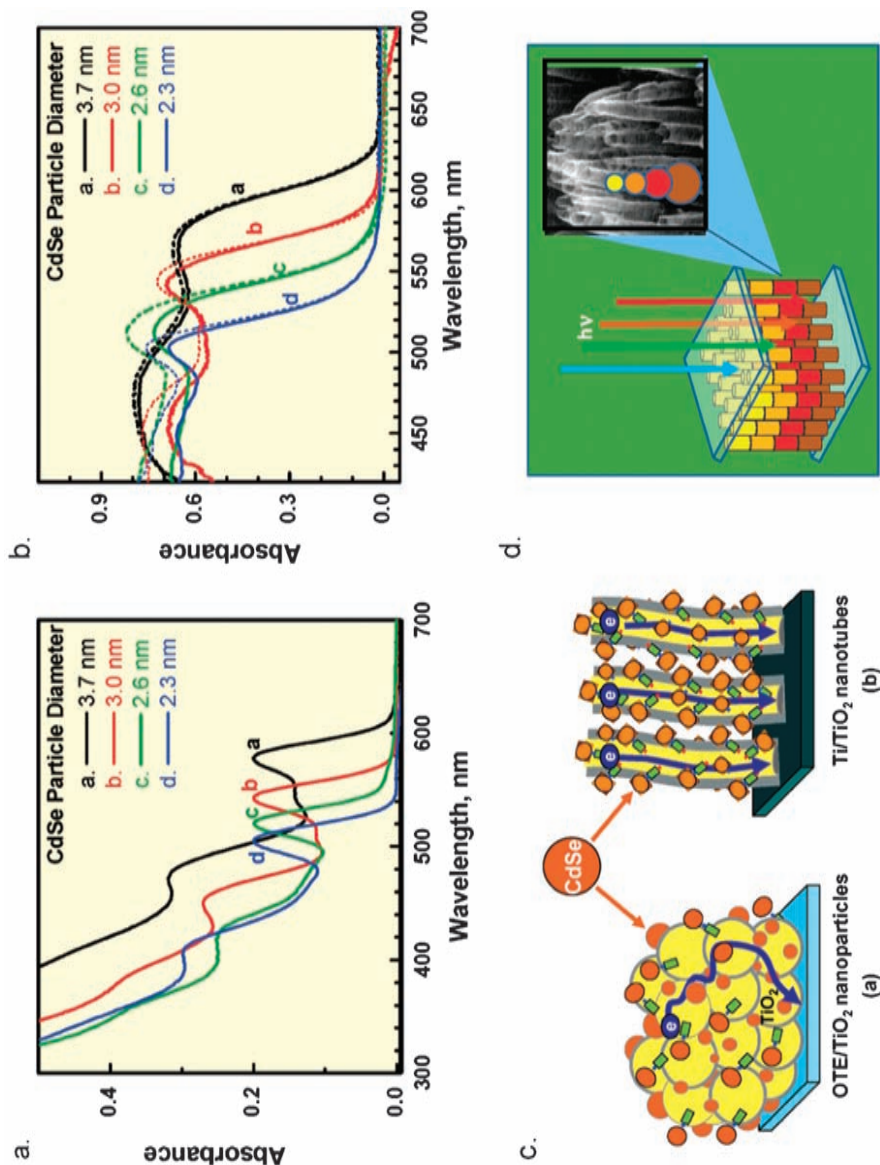 a.
CdSe Particle Diameter
a. 3.7 nm
b. 3.0 nm
c. 2.6 nm
d. 2.3 nm
a
b
c
d
Absorbance
0.4
0.2
0.0
300
400
500
600
700
Wavelength, nm
b.
CdSe Particle Diameter
a. 3.7 nm
b. 3.0 nm
c. 2.6 nm
d. 2.3 nm
a
b
c
d
Absorbance
0.9
0.6
0.3
0.0
450
500
550
600
650
700
Wavelength, nm
c.
CdSe
e
TiO2
e
e
e
OTE/TiO2 nanoparticles
Ti/TiO2 nanotubes
(a)
(b)
d.
hν